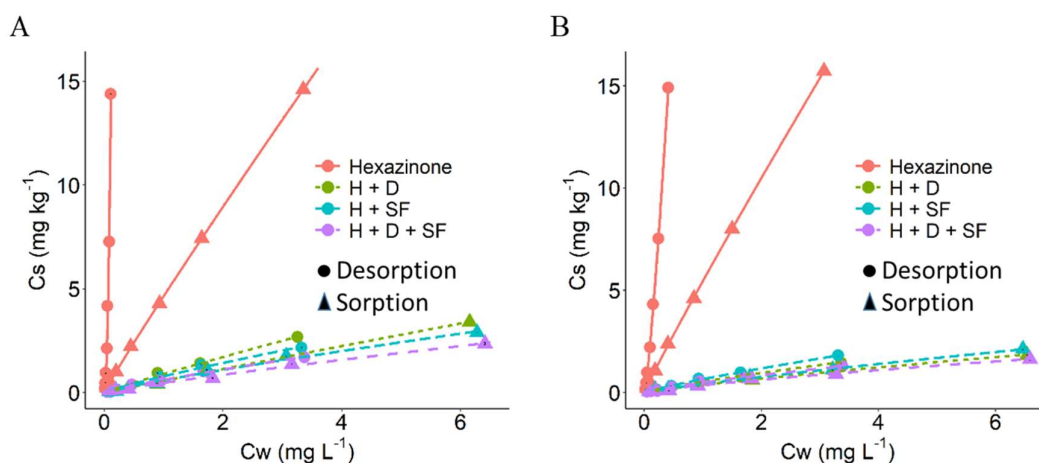 A
15
10
5
0
0
2
4
6
Cs (mg kg⁻¹)
Cw (mg L⁻¹)
Hexazinone
H + D
H + SF
H + D + SF
Desorption
Sorption
B
15
10
5
0
0
2
4
6
Cs (mg kg⁻¹)
Cw (mg L⁻¹)
Hexazinone
H + D
H + SF
H + D + SF
Desorption
Sorption